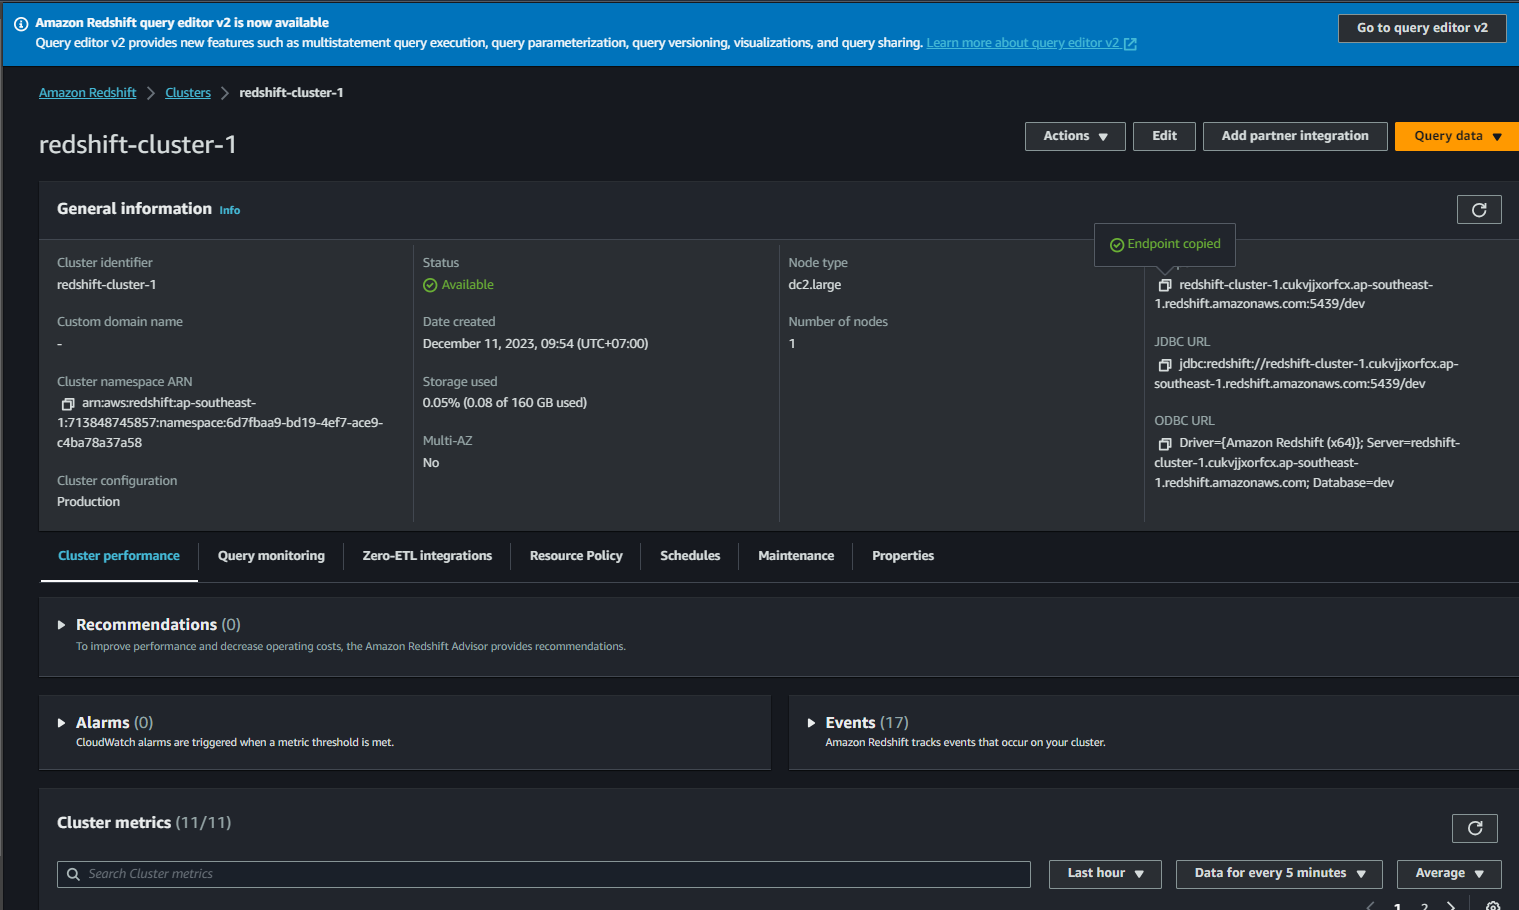 Amazon Redshift query editor v2 is now available
Query editor v2 provides new features such as multistatement query execution, query parameterization, query versioning, visualizations, and query sharing. Learn more about query editor v2
Go to query editor v2
Amazon Redshift > Clusters > redshift-cluster-1
redshift-cluster-1
Actions
Edit
Add partner integration
Query data
General information Info
Endpoint copied
Cluster identifier
redshift-cluster-1
Custom domain name
-
Cluster namespace ARN
arn:aws:redshift:ap-southeast-
1:713848745857:namespace:6d7fbaa9-bd19-4ef7-ace9-
c4ba78a37a58
Cluster configuration
Production
Status
Available
Date created
December 11, 2023, 09:54 (UTC+07:00)
Storage used
0.05% (0.08 of 160 GB used)
Multi-AZ
No
Node type
dc2.large
Number of nodes
1
redshift-cluster-1.cukvjjxorfcx.ap-southeast-
1.redshift.amazonaws.com:5439/dev
JDBC URL
jdbc:redshift://redshift-cluster-1.cukvjjxorfcx.ap-
southeast-1.redshift.amazonaws.com:5439/dev
ODBC URL
Driver={Amazon Redshift (x64)}; Server=redshift-
cluster-1.cukvjjxorfcx.ap-southeast-
1.redshift.amazonaws.com; Database=dev
Cluster performance
Query monitoring
Zero-ETL integrations
Resource Policy
Schedules
Maintenance
Properties
Recommendations (0)
To improve performance and decrease operating costs, the Amazon Redshift Advisor provides recommendations.
Alarms (0)
CloudWatch alarms are triggered when a metric threshold is met.
Events (17)
Amazon Redshift tracks events that occur on your cluster.
Cluster metrics (11/11)
Search Cluster metrics
Last hour
Data for every 5 minutes
Average
1 2